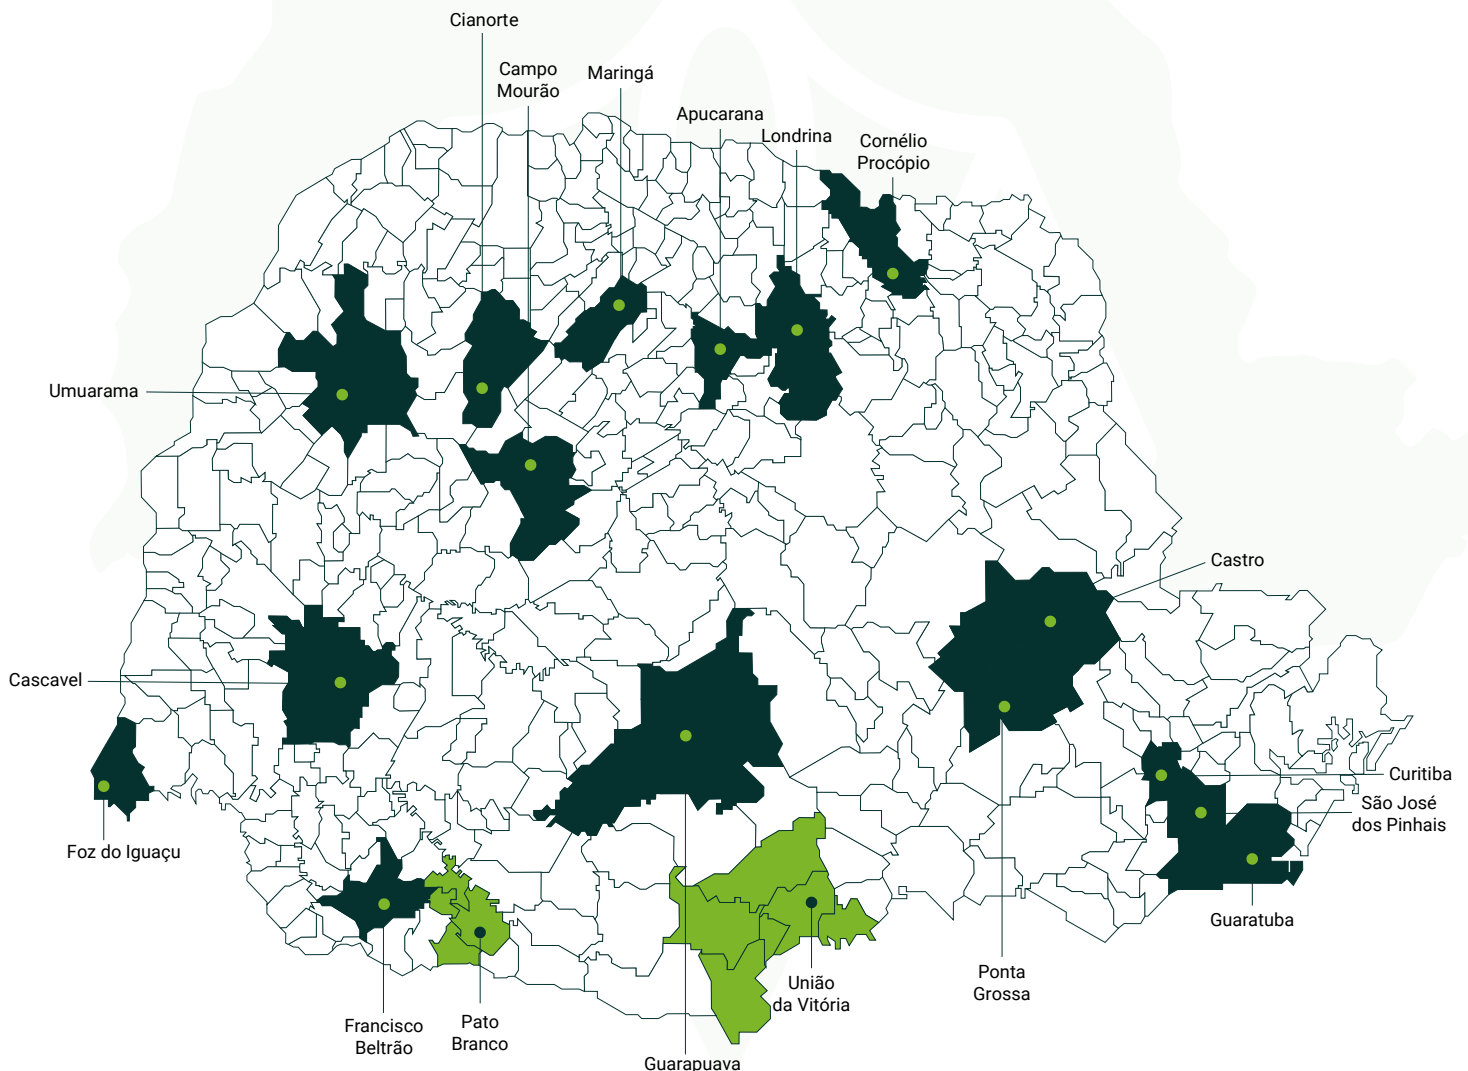 Cianorte
Campo
Mourão
Maringá
Apucarana
Londrina
Cornélio
Procópio
Umuarama
Castro
Cascavel
Curitiba
São José
dos Pinhais
Foz do Iguaçu
Guaratuba
Ponta
Grossa
União
da Vitória
Francisco
Beltrão
Pato
Branco
Guarapuava